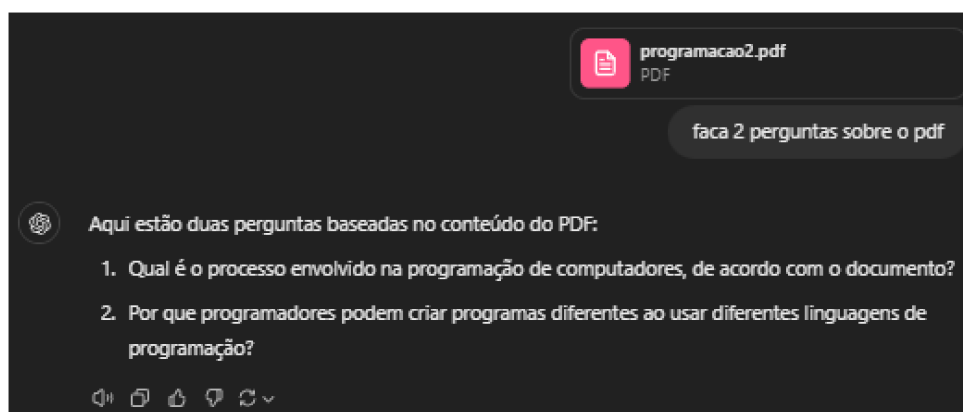 programacao2.pdf
PDF
faca 2 perguntas sobre o pdf
Aqui estão duas perguntas baseadas no conteúdo do PDF:
1. Qual é o processo envolvido na programação de computadores, de acordo com o documento?
2. Por que programadores podem criar programas diferentes ao usar diferentes linguagens de
programação?